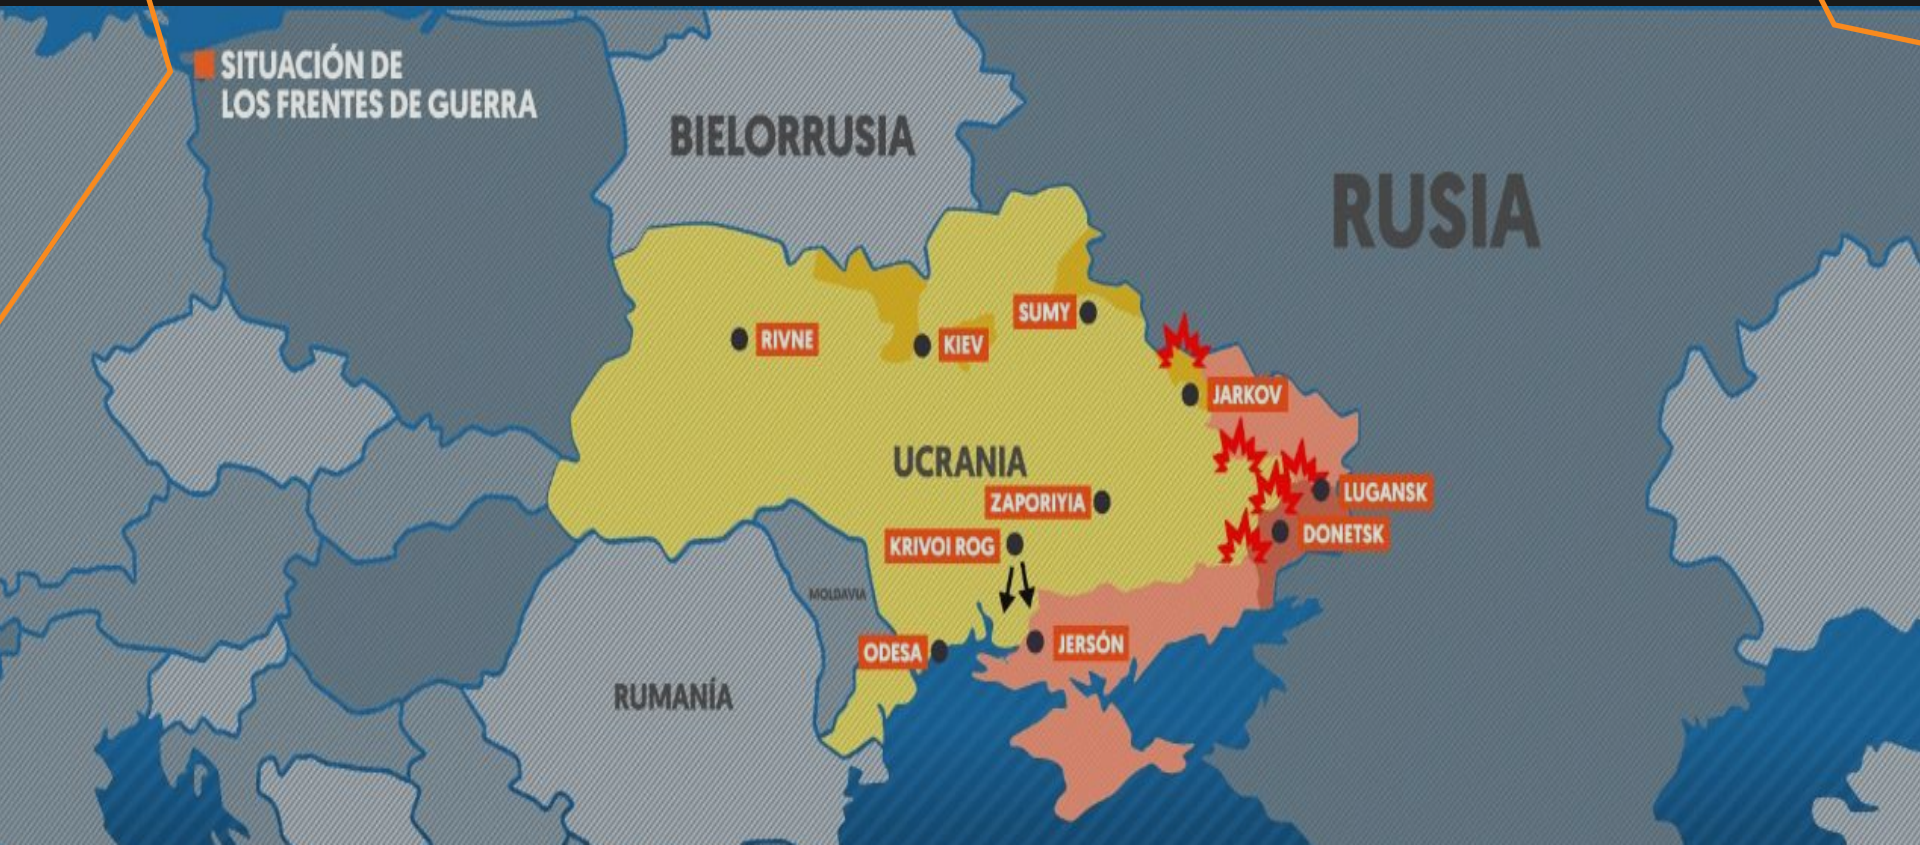 SITUACIÓN DE
LOS FRENTES DE GUERRA
BIELORRUSIA
RUSIA
SUMY
RIVNE
KIEV
JARKOV
UCRANIA
LUGANSK
ZAPORIYIA
DONETSK
KRIVOI ROG
MOLDAVIA
JERSÓN
ODESA
RUMANÍA